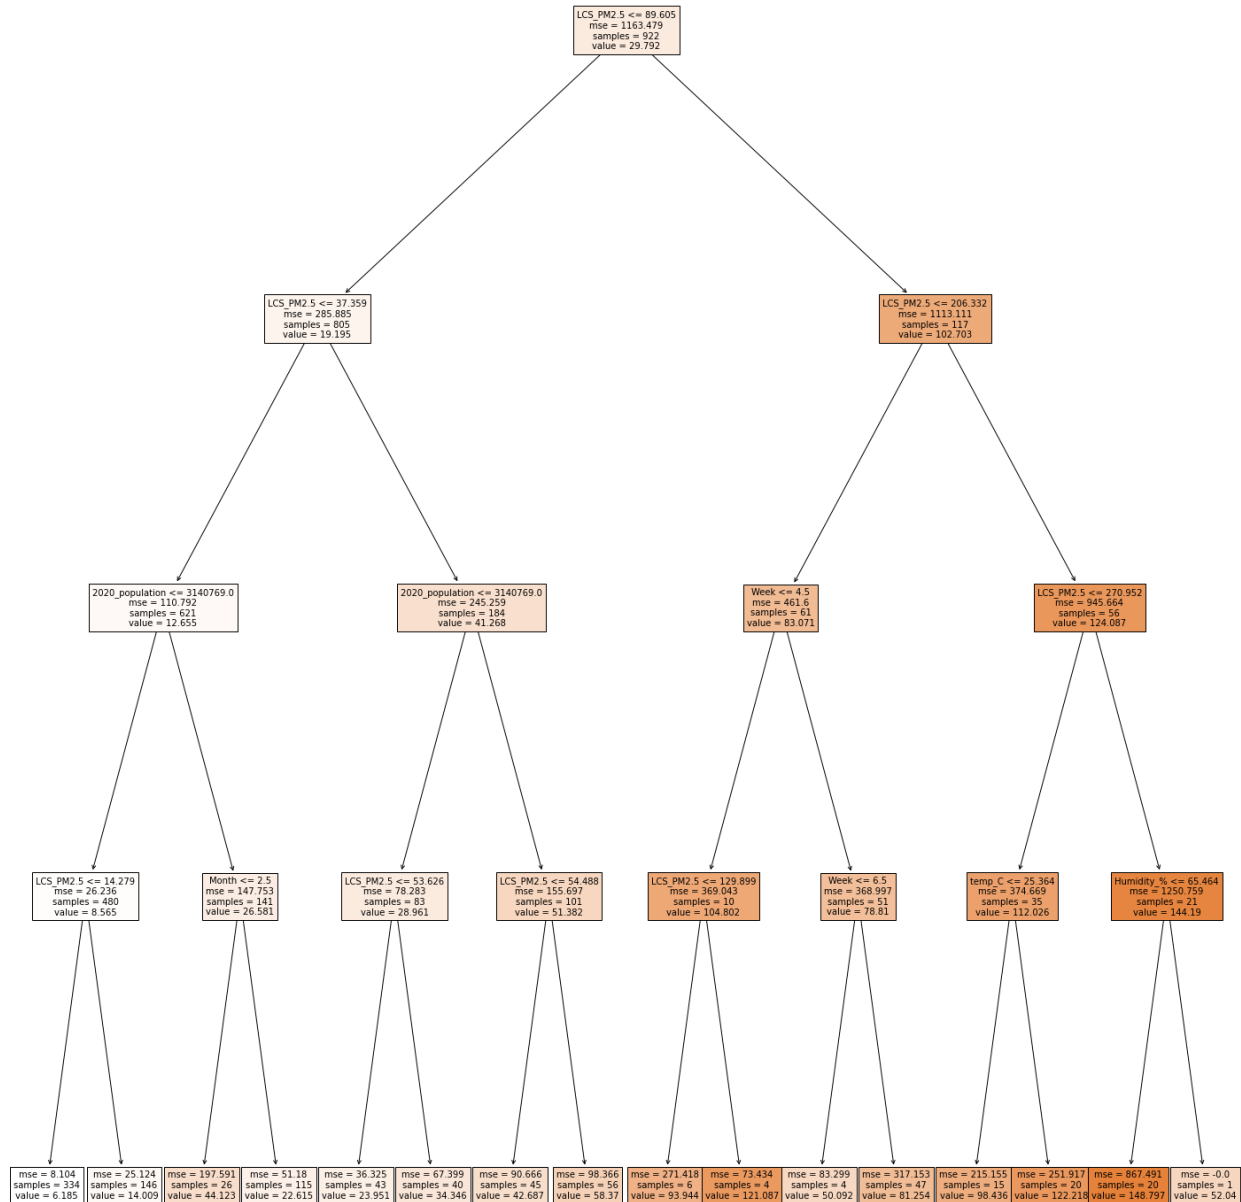 LCS_PM2.5 <= 89.605
mse = 1163.479
samples = 922
value = 29.792
LCS_PM2.5 <= 37.359
mse = 285.885
samples = 805
value = 19.195
LCS_PM2.5 <= 206.332
mse = 1113.111
samples = 117
value = 102.703
2020_population <= 3140769.0
mse = 110.792
samples = 621
value = 12.655
2020_population <= 3140769.0
mse = 245.259
samples = 184
value = 41.268
Week <= 4.5
mse = 461.6
samples = 61
value = 83.071
LCS_PM2.5 <= 270.952
mse = 945.664
samples = 56
value = 124.087
LCS_PM2.5 <= 14.279
mse = 26.236
samples = 480
value = 8.565
Month <= 2.5
mse = 147.753
samples = 141
value = 26.581
LCS_PM2.5 <= 53.626
mse = 78.283
samples = 83
value = 28.961
LCS_PM2.5 <= 54.488
mse = 155.697
samples = 101
value = 51.382
LCS_PM2.5 <= 129.899
mse = 369.043
samples = 10
value = 104.802
Week <= 6.5
mse = 368.997
samples = 51
value = 78.81
temp_C <= 25.364
mse = 374.669
samples = 35
value = 112.026
Humidity_% <= 65.464
mse = 1250.759
samples = 21
value = 144.19
mse = 8.104
samples = 334
value = 6.185
mse = 25.124
samples = 146
value = 14.009
mse = 197.591
samples = 26
value = 44.123
mse = 51.18
samples = 115
value = 22.615
mse = 36.325
samples = 43
value = 23.951
mse = 67.399
samples = 40
value = 34.346
mse = 90.666
samples = 45
value = 42.687
mse = 98.366
samples = 56
value = 58.37
mse = 271.418
samples = 6
value = 93.944
mse = 73.434
samples = 4
value = 121.087
mse = 83.299
samples = 4
value = 50.092
mse = 317.153
samples = 47
value = 81.254
mse = 215.155
samples = 15
value = 98.436
mse = 251.917
samples = 20
value = 122.218
mse = 867.491
samples = 20
value = 148.797
mse = -0.0
samples = 1
value = 52.04